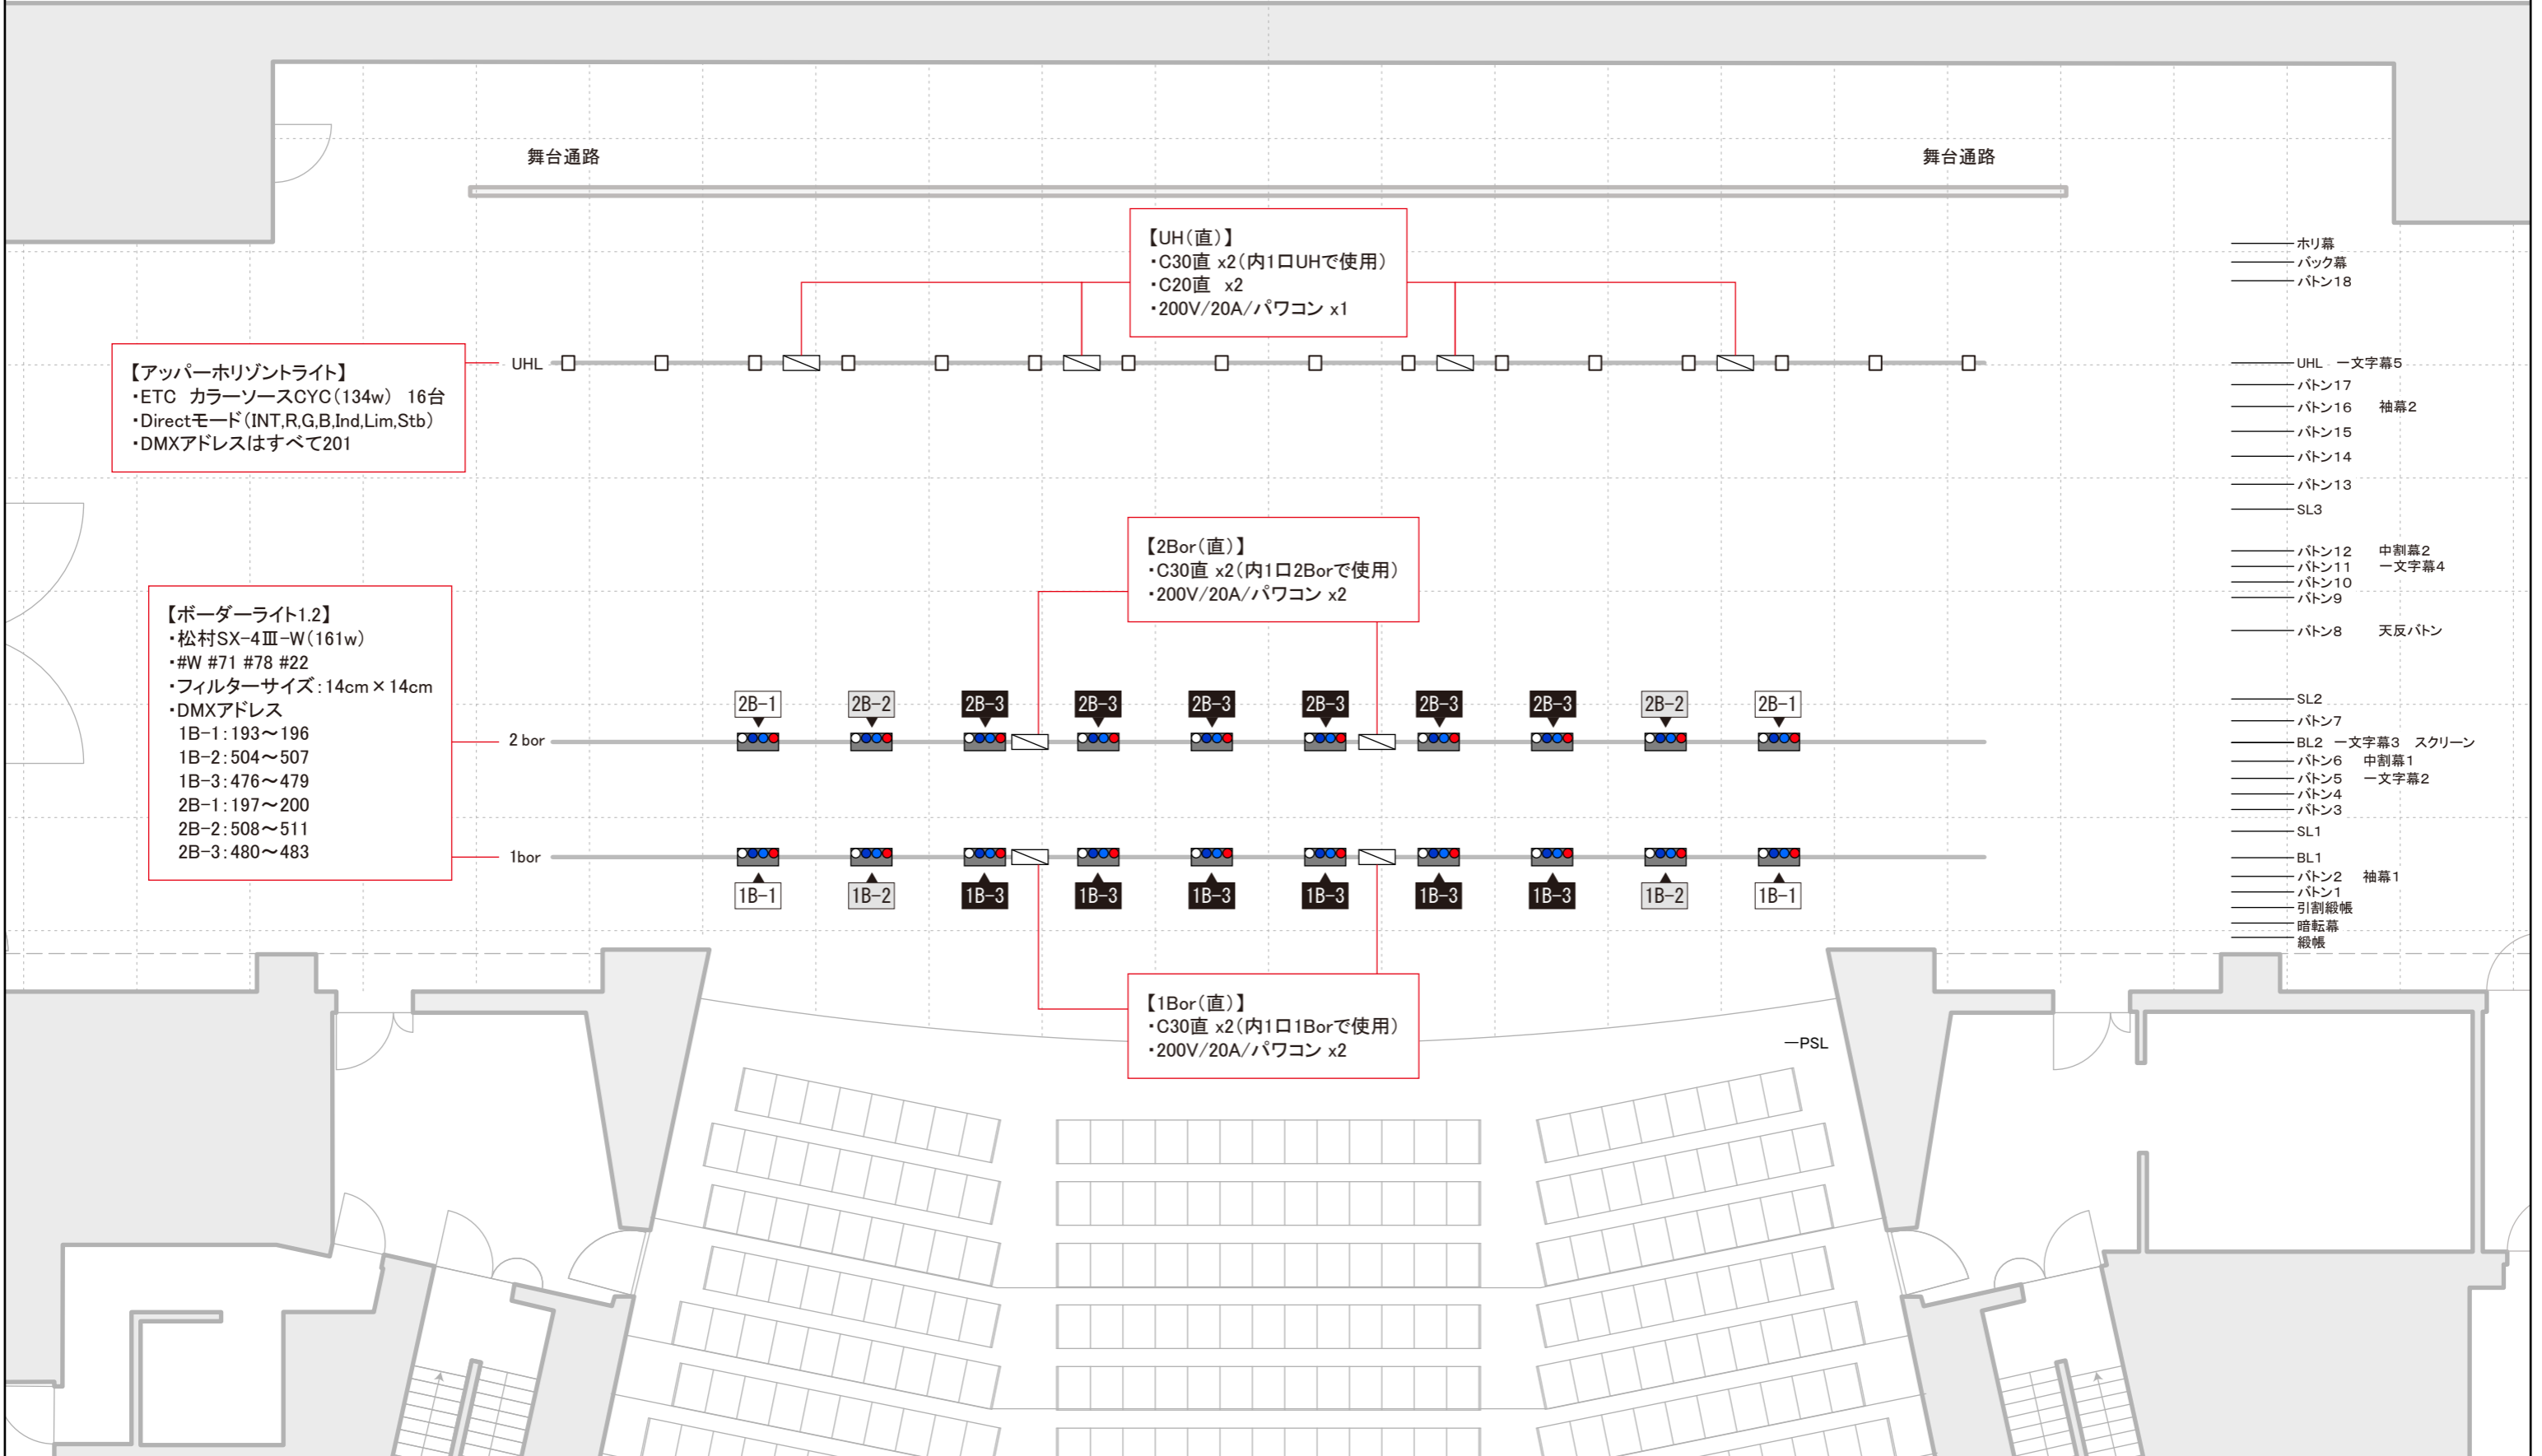 舞台通路
舞台通路
【UH(直)】
・C30直 x2(内1口UHで使用)
・C20直 x2
・200V/20A/パワコン x1
【アッパーホリゾントライト】
・ETC カラーソースCYC(134w) 16台
・Directモード(INT,R,G,B,Ind,Lim,Stb)
・DMXアドレスはすべて201
UHL
【2Bor(直)】
・C30直 x2(内1口2Borで使用)
・200V/20A/パワコン x2
【ボーダーライト1.2】
・松村SX-4Ⅲ-W(161w)
・#W #71 #78 #22
・フィルターサイズ:14cm×14cm
・DMXアドレス
1B-1:193〜196
1B-2:504〜507
1B-3:476〜479
2B-1:197〜200
2B-2:508〜511
2B-3:480〜483
2B-1 2B-2 2B-3 2B-3 2B-3 2B-3 2B-3 2B-3 2B-2 2B-1
2 bor
1bor
1B-1 1B-2 1B-3 1B-3 1B-3 1B-3 1B-3 1B-3 1B-2 1B-1
【1Bor(直)】
・C30直 x2(内1口1Borで使用)
・200V/20A/パワコン x2
ーPSL
ホリ幕
バック幕
バトン18
UHL 一文字幕5
バトン17
バトン16 袖幕2
バトン15
バトン14
バトン13
SL3
バトン12 中割幕2
バトン11 一文字幕4
バトン10
バトン9
バトン8 天反バトン
SL2
バトン7
BL2 一文字幕3 スクリーン
バトン6 中割幕1
バトン5 一文字幕2
バトン4
バトン3
SL1
BL1
バトン2 袖幕1
バトン1
引割緞帳
暗転幕
緞帳